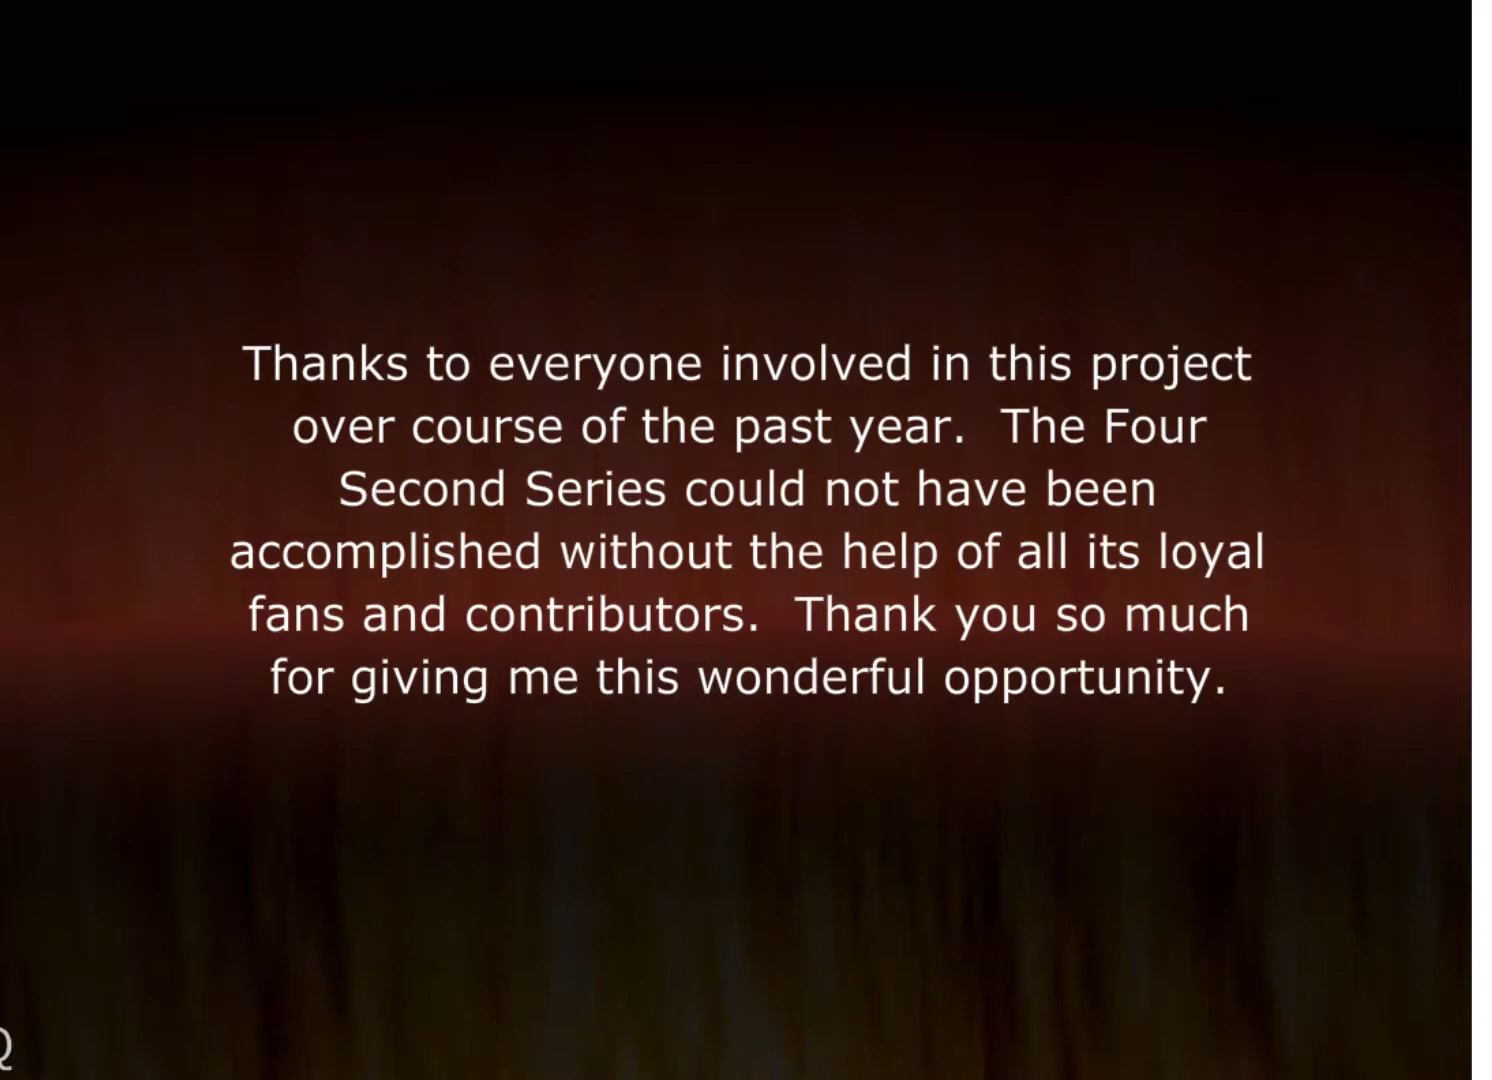 Thanks to everyone involved in this project
over course of the past year.  The Four
Second Series could not have been
accomplished without the help of all its loyal
fans and contributors.  Thank you so much
for giving me this wonderful opportunity.
Q